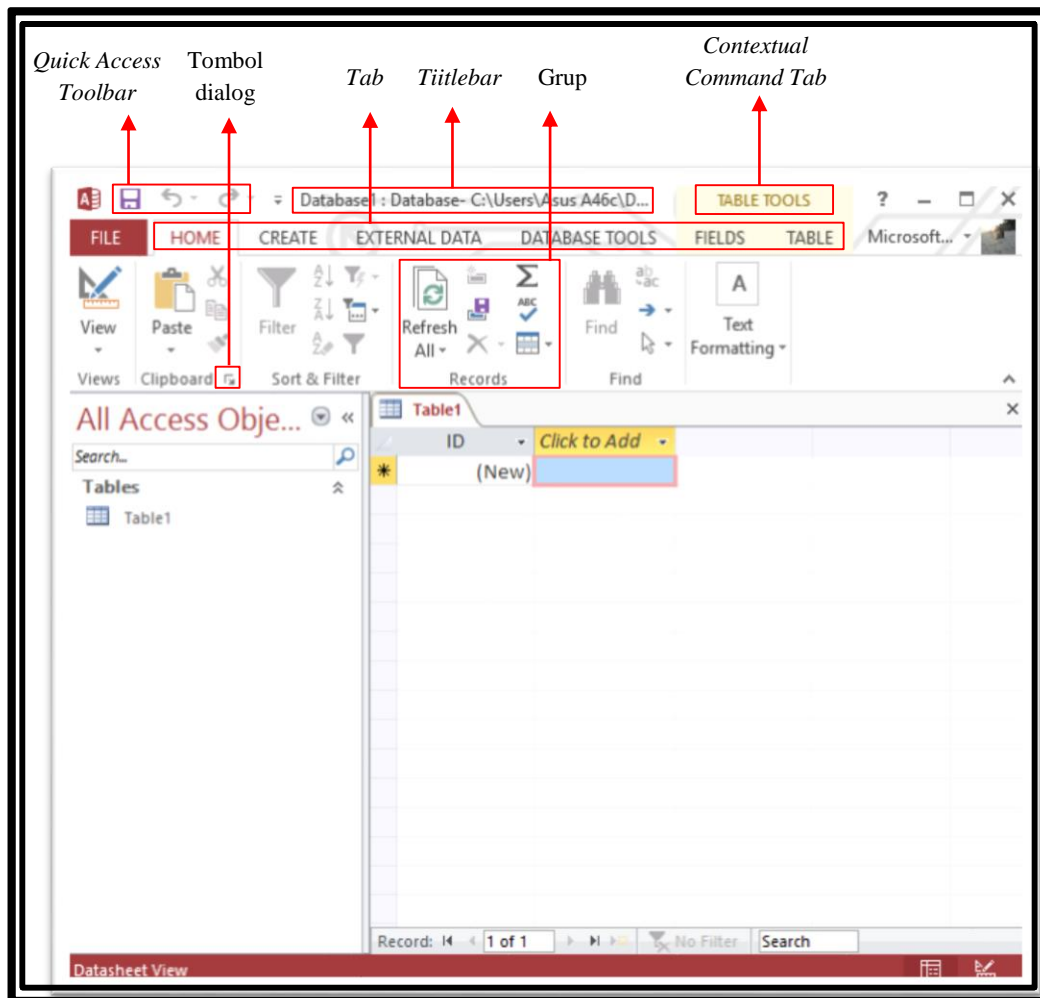 Quick Access
Toolbar
Tombol
dialog
Tab
Tiitlebar
Grup
Contextual
Command Tab
Database1 : Database- C:\Users\Asus A46c\D...
TABLE TOOLS
?
FILE HOME CREATE EXTERNAL DATA DATABASE TOOLS FIELDS TABLE Microsoft...
View
Paste
Filter
Refresh
All
ABC
Find
ab
ac
A
Text
Formatting
Views Clipboard Sort & Filter Records Find
All Access Obje... «
Search...
Tables
Table1
Table1
ID Click to Add
* (New)
Record: 1 of 1 No Filter Search
Datasheet View